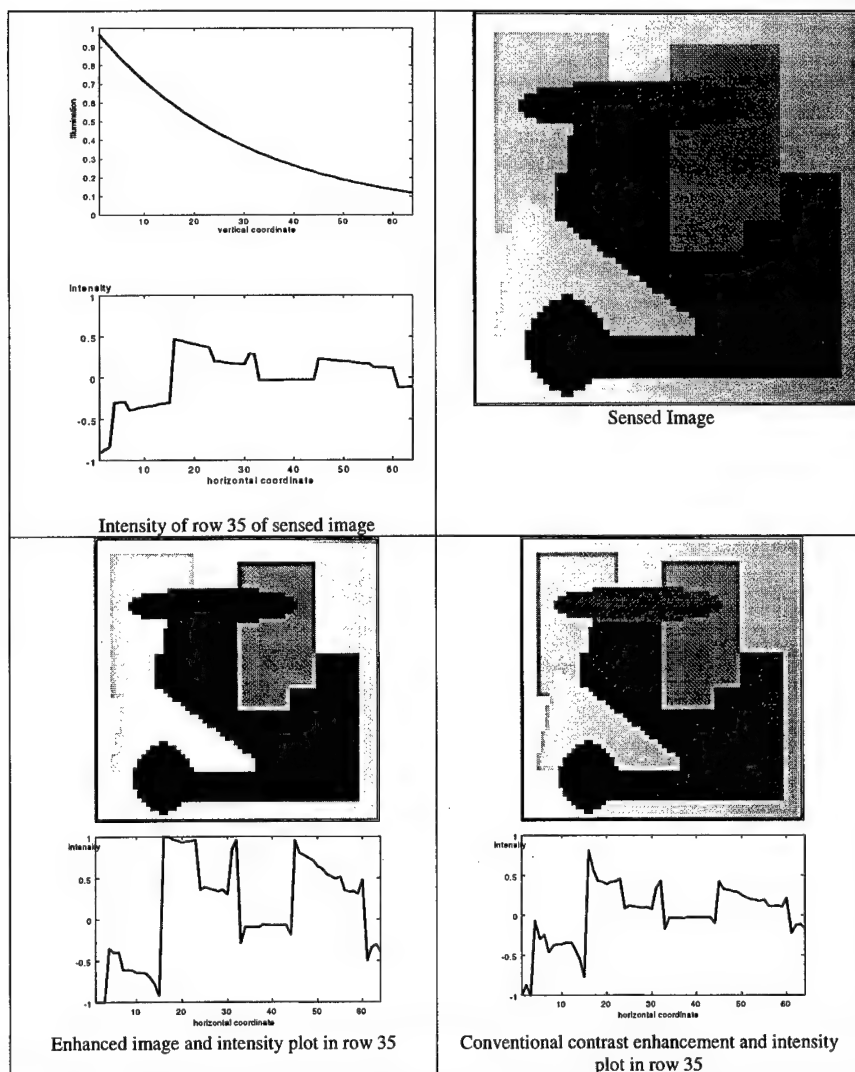 1
0.9
0.8
0.7
0.6
0.5
0.4
0.3
0.2
0.1
0
Illumination
10 20 30 40 50 60
vertical coordinate
Intensity
1
0.5
0
-0.5
-1
10 20 30 40 50 60
horizontal coordinate
Intensity of row 35 of sensed image
Sensed Image
1
Intensity
0.5
0
-0.5
-1
10 20 30 40 50 60
horizontal coordinate
Enhanced image and intensity plot in row 35
1
Intensity
0.5
0
-0.5
-1
10 20 30 40 50 60
horizontal coordinate
Conventional contrast enhancement and intensity
plot in row 35